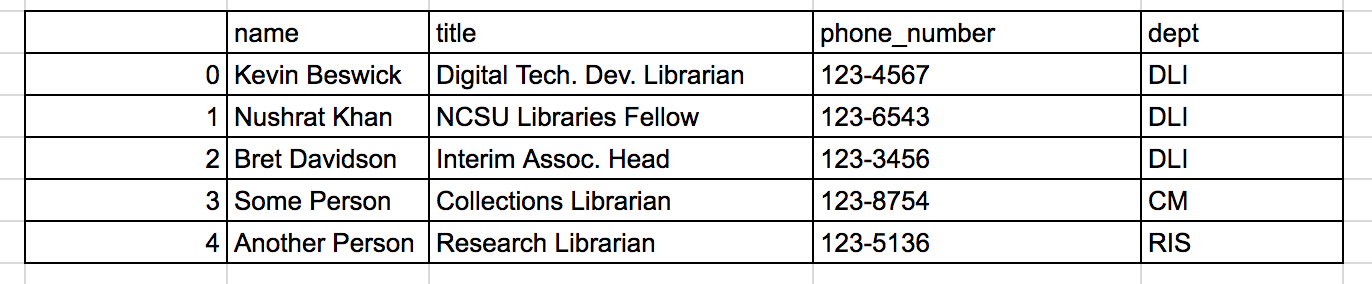 name title phone_number dept
0 Kevin Beswick Digital Tech. Dev. Librarian 123-4567 DLI
1 Nushrat Khan NCSU Libraries Fellow 123-6543 DLI
2 Bret Davidson Interim Assoc. Head 123-3456 DLI
3 Some Person Collections Librarian 123-8754 CM
4 Another Person Research Librarian 123-5136 RIS